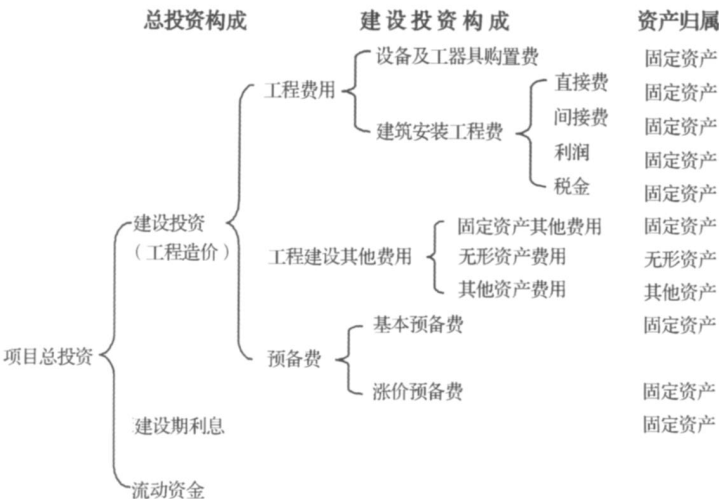 总投资构成 建设投资构成 资产归属
设备及工器具购置费 固定资产
工程费用 直接费 固定资产
间接费 固定资产
建筑安装工程费
利润 固定资产
税金 固定资产
建设投资 固定资产其他费用 固定资产
(工程造价) 工程建设其他费用 无形资产费用 无形资产
其他资产费用 其他资产
基本预备费 固定资产
项目总投资 预备费
涨价预备费 固定资产
建设期利息 固定资产
流动资金